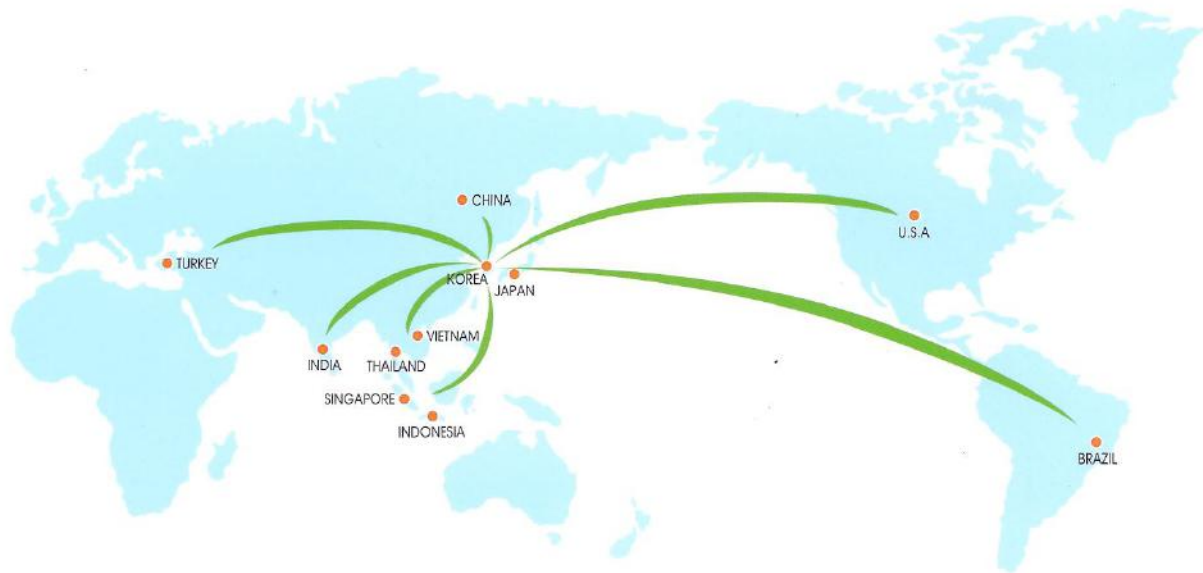 CHINA
U.S.A
TURKEY
KOREA
JAPAN
VIETNAM
INDIA
THAILAND
SINGAPORE
INDONESIA
BRAZIL